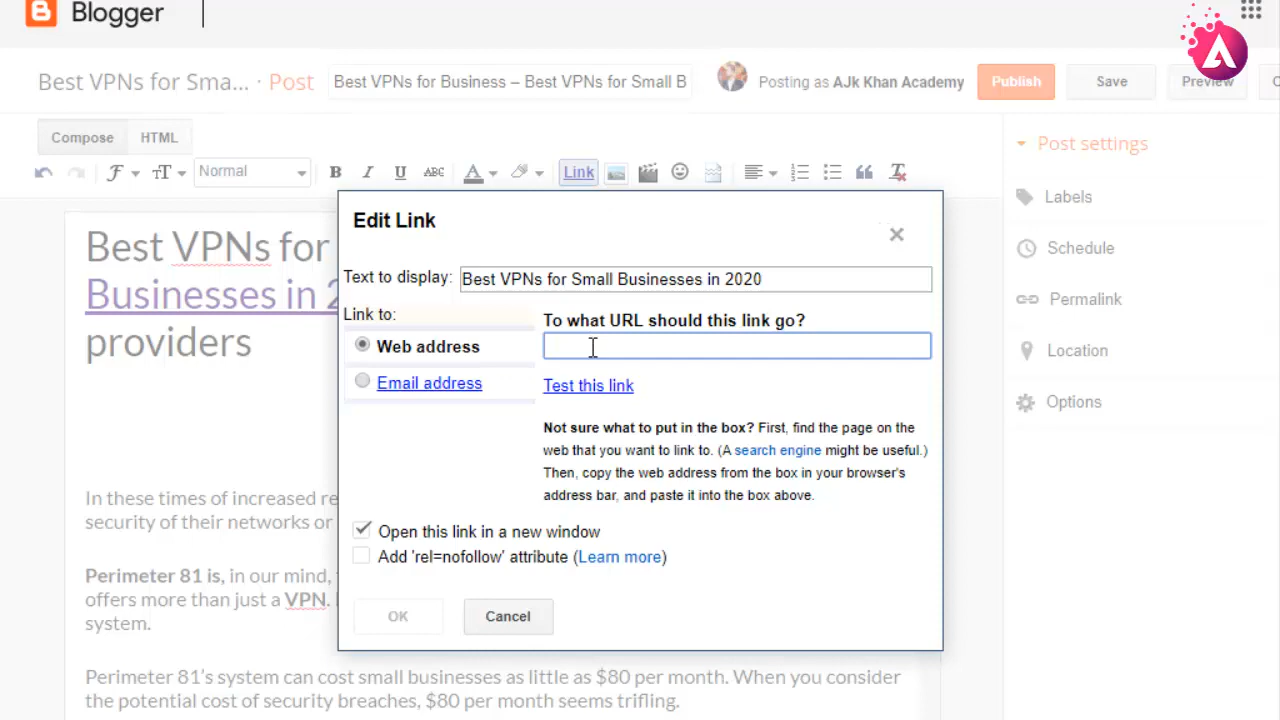 Blogger
Best VPNs for Sma... · Post
Best VPNs for Business – Best VPNs for Small B
Posting as AJk Khan Academy
Publish
Save
Preview
Compose
HTML
Normal
B I U ABC A Link
Post settings
Labels
Schedule
Permalink
Location
Options
Best VPNs for
Businesses in 2
providers
In these times of increased re
security of their networks or
Perimeter 81 is, in our mind,
offers more than just a VPN.
system.
Perimeter 81's system can cost small businesses as little as $80 per month. When you consider
the potential cost of security breaches, $80 per month seems trifling.
Edit Link
Text to display: Best VPNs for Small Businesses in 2020
Link to:
Web address
Email address
To what URL should this link go?
Test this link
Not sure what to put in the box? First, find the page on the
web that you want to link to. (A search engine might be useful.)
Then, copy the web address from the box in your browser's
address bar, and paste it into the box above.
Open this link in a new window
Add 'rel=nofollow' attribute (Learn more)
OK
Cancel